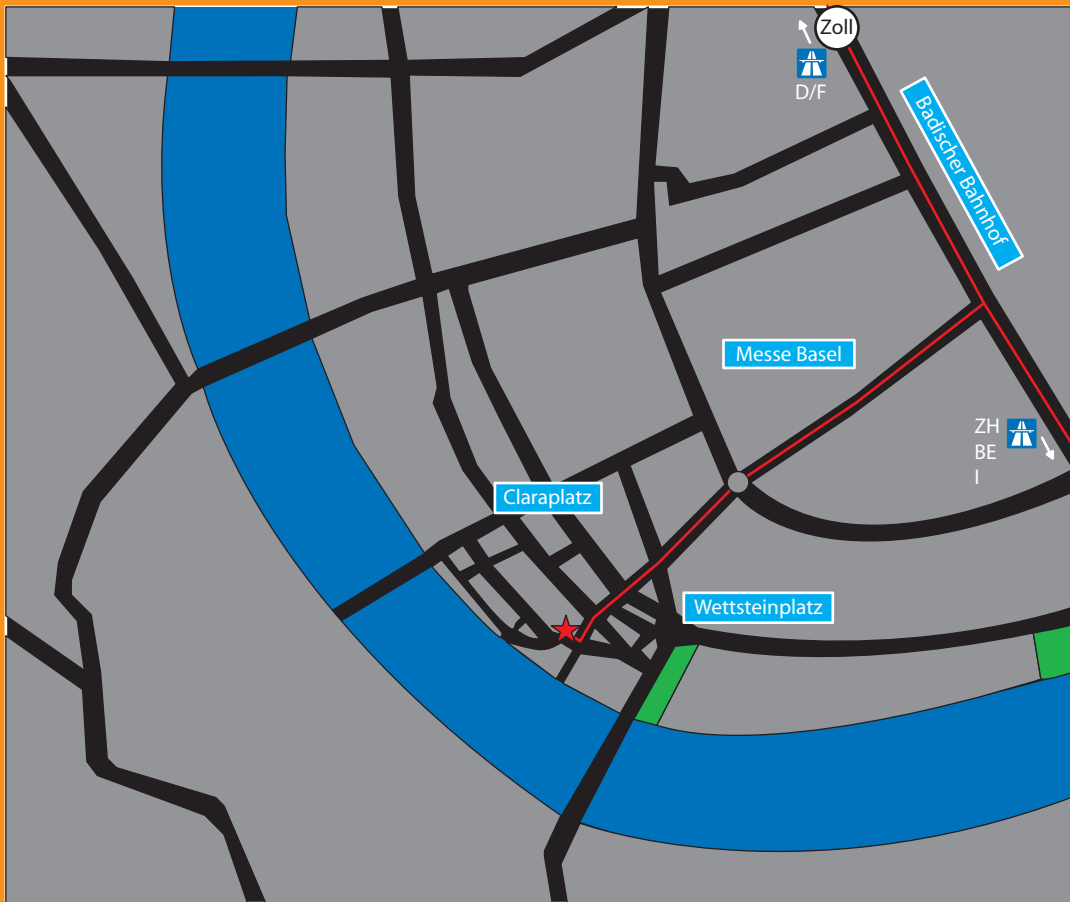 Zoll
D/F
Badischer Bahnhof
Messe Basel
ZH
BE
I
Claraplatz
Wettsteinplatz